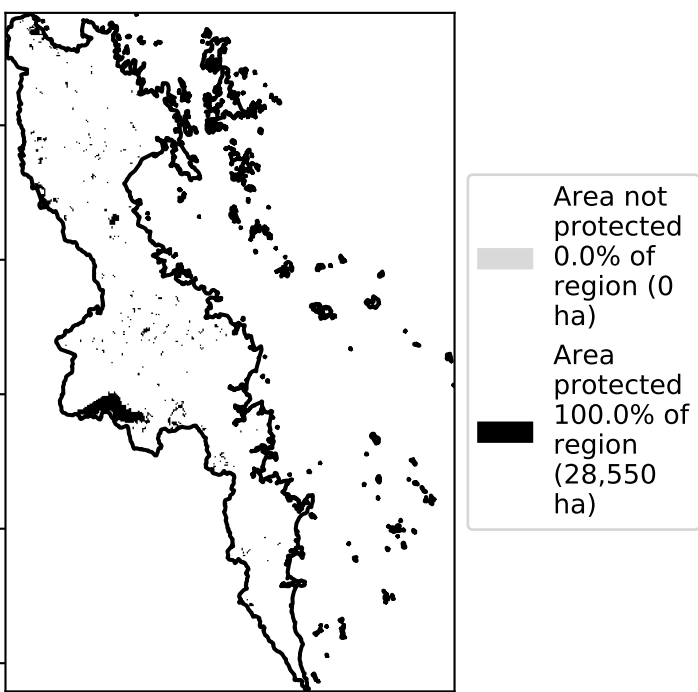 Area not
protected
0.0% of
region (0
ha)
Area
protected
100.0% of
region
(28,550
ha)